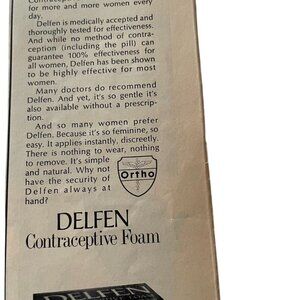 for more and more women every
day.
Delfen is medically accepted and
thoroughly tested for effectiveness.
And while no method of contra-
ception (including the pill) can
guarantee 100% effectiveness for
all women, Delfen has been shown
to be highly effective for most
women.
Many doctors do recommend
Delfen. And yet, it's so gentle it's
also available without a prescrip-
tion.
And so many women prefer
Delfen. Because it's so feminine, so
easy. It applies instantly, discreetly.
There is nothing to wear, nothing
to remove. It's simple
and natural. Why not
have the security of
Delfen always at
hand?
Ortho
DELFEN
Contraceptive Foam
DELFEN